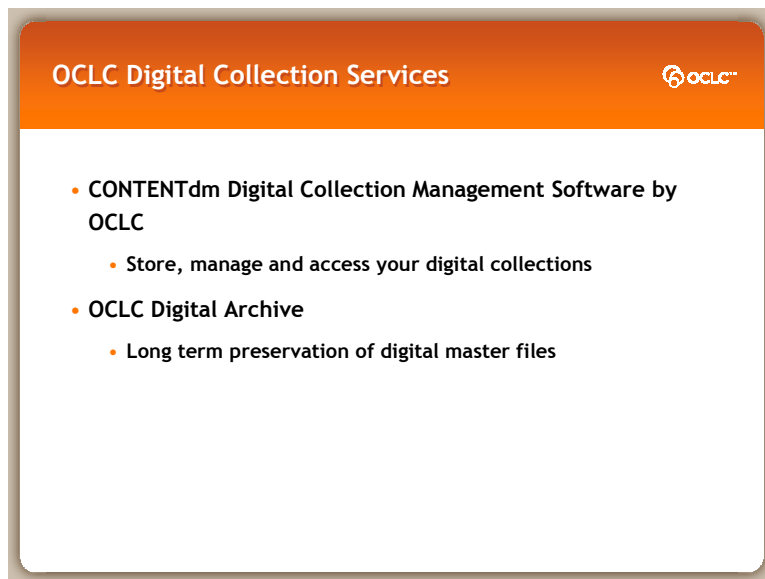 OCLC Digital Collection Services
OCLC
• CONTENTdm Digital Collection Management Software by
OCLC
• Store, manage and access your digital collections
• OCLC Digital Archive
• Long term preservation of digital master files